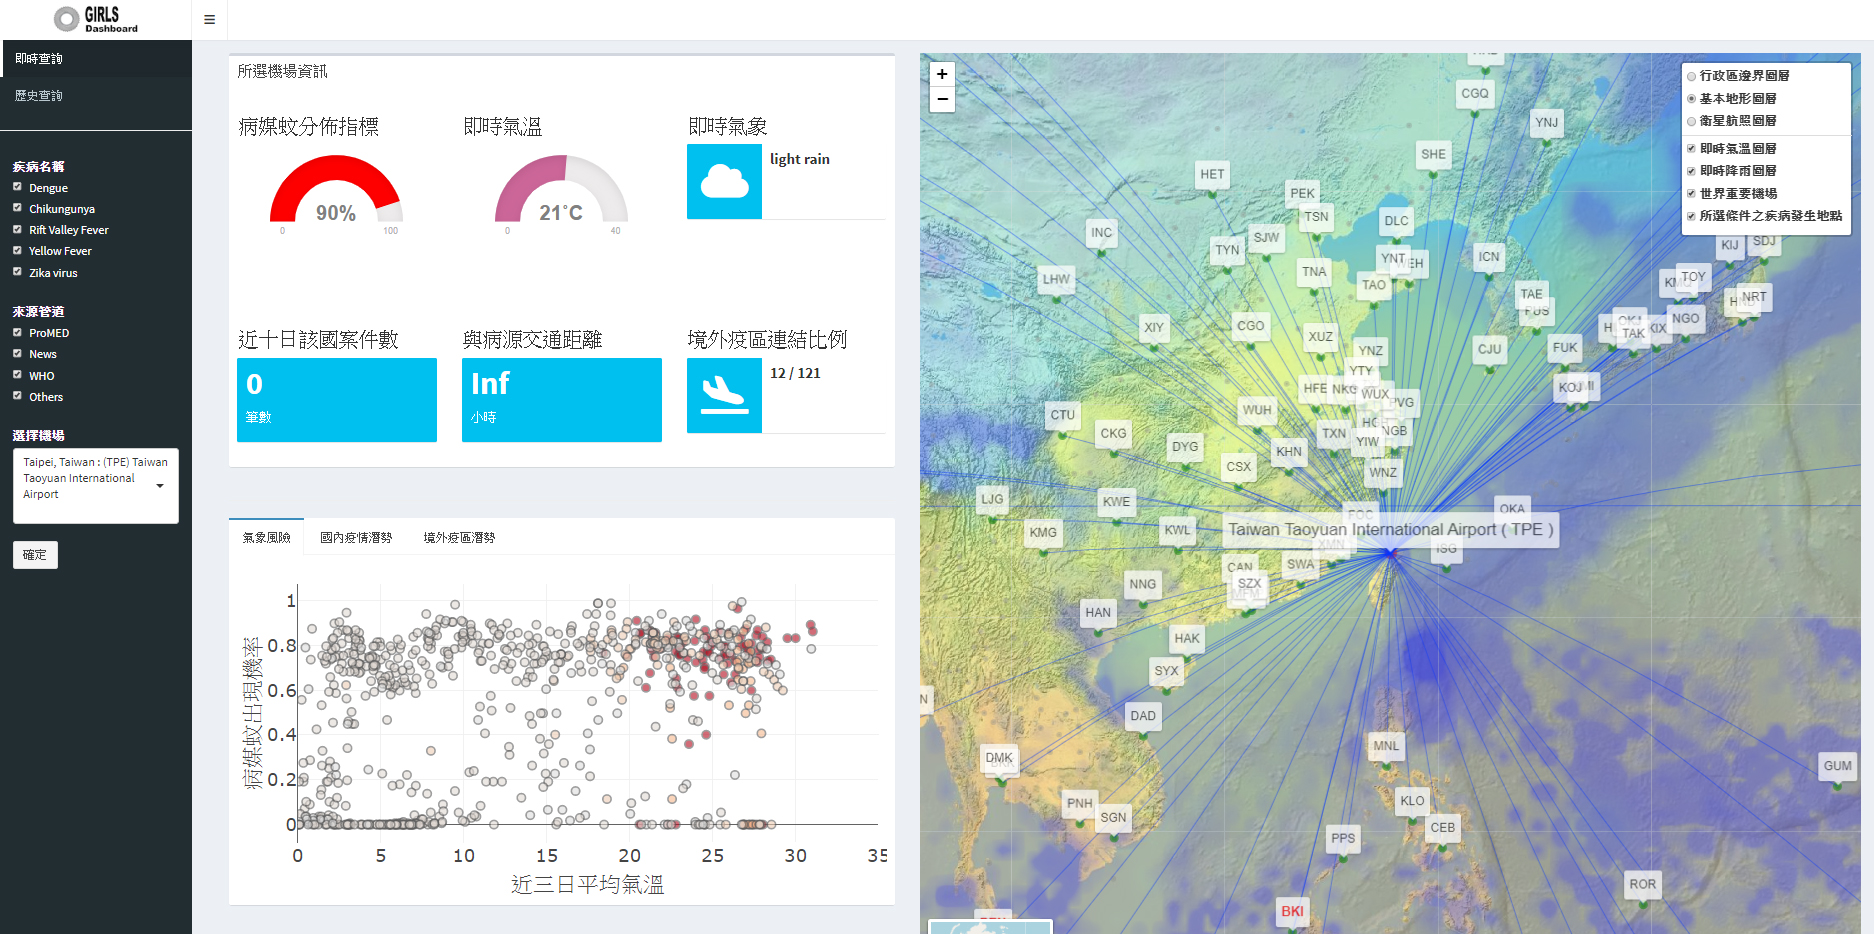 GIRLS
Dashboard
即時查詢
歷史查詢
疾病名稱
Dengue
Chikungunya
Rift Valley Fever
Yellow Fever
Zika virus
來源管道
ProMED
News
WHO
Others
選擇機場
Taipei, Taiwan : (TPE) Taiwan
Taoyuan International
Airport
確定
所選機場資訊
病媒蚊分佈指標
90%
0
100
即時氣溫
21°C
0
40
即時氣象
light rain
近十日該國案件數
0
筆數
與病源交通距離
Inf
小時
境外疫區連結比例
12 / 121
氣象風險
國內疫情潛勢
境外疫區潛勢
病媒蚊出現機率
1
0.8
0.6
0.4
0.2
0
0
5
10
15
20
25
30
35
近三日平均氣溫
+
−
行政區邊界圖層
基本地形圖層
衛星航照圖層
即時氣溫圖層
即時降雨圖層
世界重要機場
所選條件之疾病發生地點
CGQ
YNJ
SHE
HET
PEK
TSN
DLC
INC
SJW
TYN
YNT
ICN
KIJ
SDJ
LHW
TNA
TAO
TOY
TAE
NRT
XIY
CGO
XUZ
NGO
TAK
KIX
CJU
FUK
YNZ
YTY
HFE
NKG
WUX
PVG
KOJ
CTU
WUH
CKG
TXN
NGB
YIW
DYG
KHN
CSX
WNZ
LJG
KWE
OKA
FOC
KMG
KWL
Taiwan Taoyuan International Airport ( TPE )
XMN
ISG
CAN
SWA
NNG
SZX
MFM
HAN
HAK
SYX
DAD
MNL
DMK
GUM
PNH
SGN
KLO
CEB
PPS
ROR
BKI